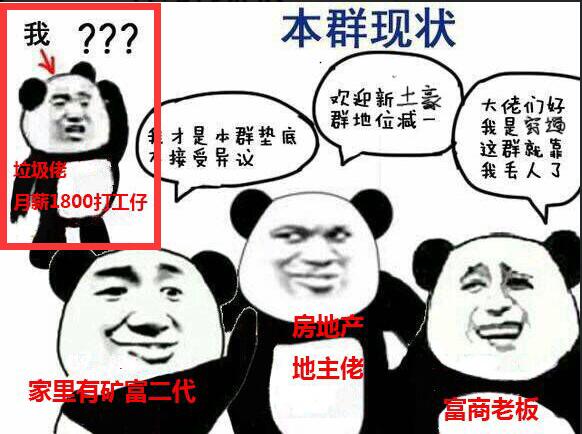 本群现状
我
???
垃圾佬
月薪1800打工仔
我才是本群垫底
接受异议
欢迎新土豪
群地位减一
大佬们好
我是穷逼
这群就靠
我丢人了
家里有矿富二代
房地产
地主佬
富商老板